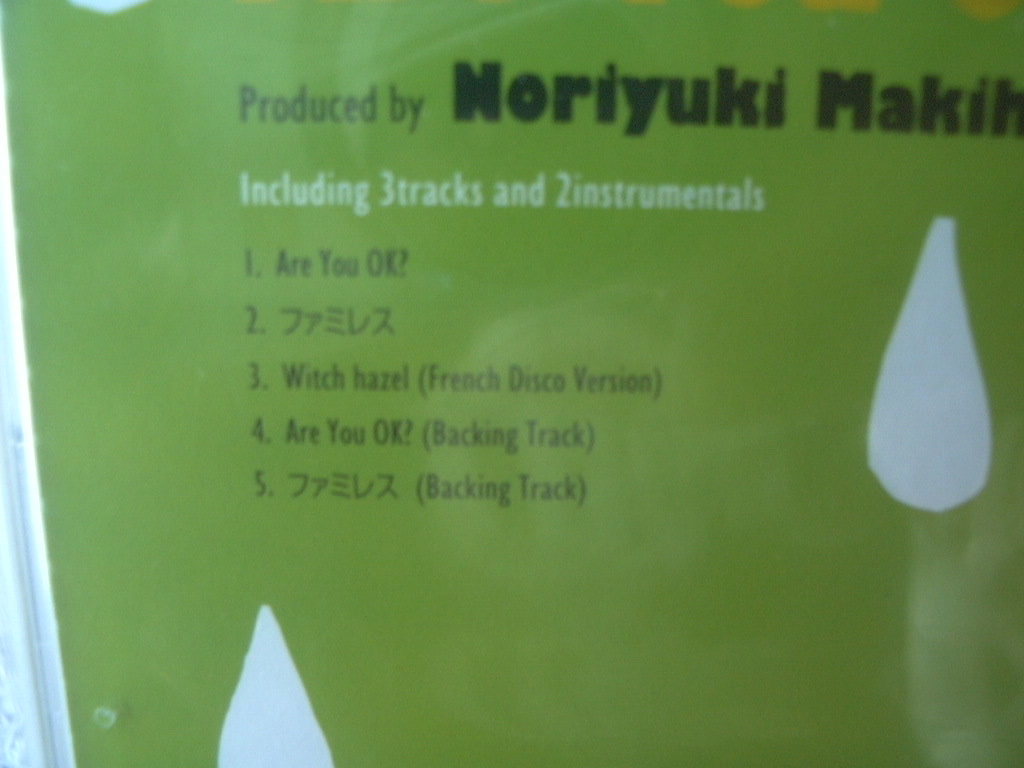 Produced by Noriyuki Makih
Including 3tracks and 2instrumentals
1. Are You OK?
2. ファミレス
3. Witch hazel (French Disco Version)
4. Are You OK? (Backing Track)
5. ファミレス (Backing Track)